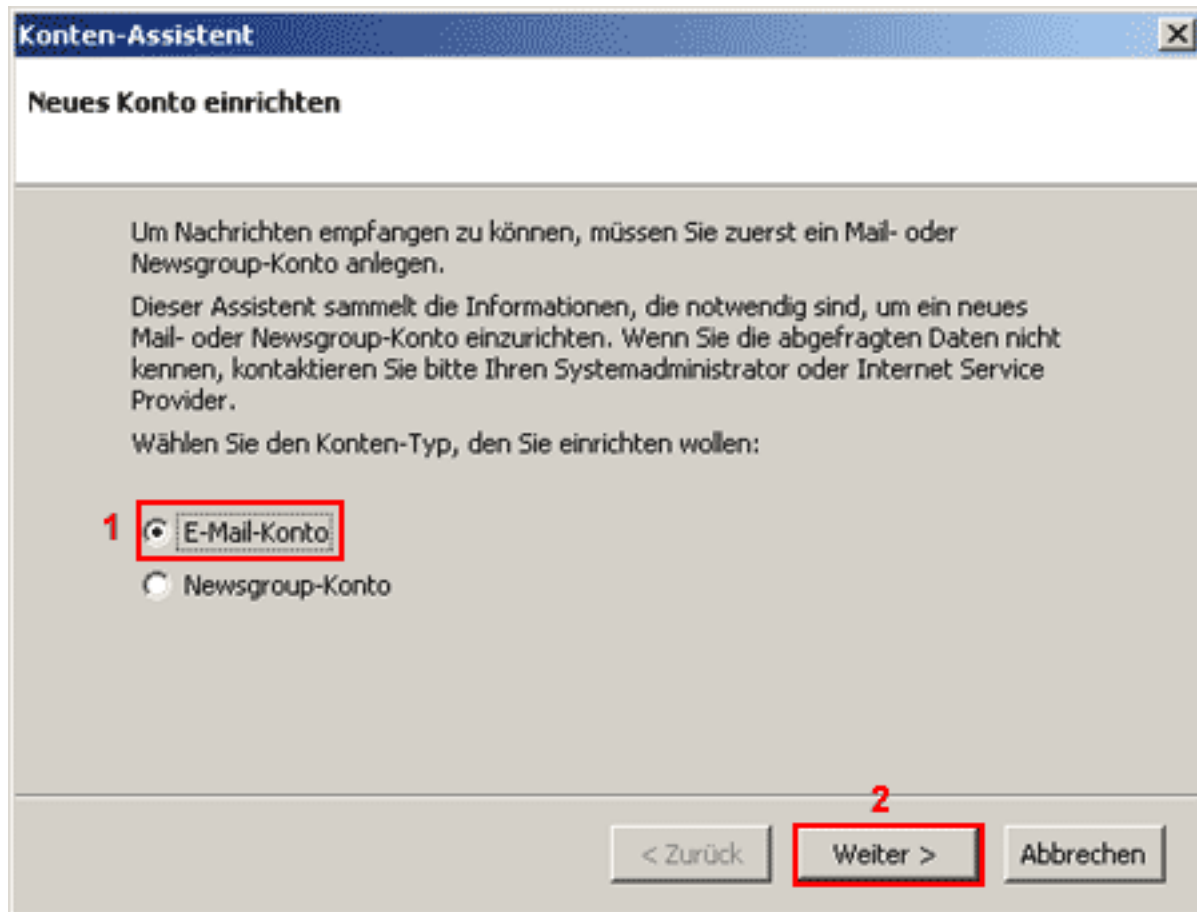 Konten-Assistent
Neues Konto einrichten
Um Nachrichten empfangen zu können, müssen Sie zuerst ein Mail- oder
Newsgroup-Konto anlegen.
Dieser Assistent sammelt die Informationen, die notwendig sind, um ein neues
Mail- oder Newsgroup-Konto einzurichten. Wenn Sie die abgefragten Daten nicht
kennen, kontaktieren Sie bitte Ihren Systemadministrator oder Internet Service
Provider.
Wählen Sie den Konten-Typ, den Sie einrichten wollen:
1 E-Mail-Konto
Newsgroup-Konto
2
< Zurück Weiter > Abbrechen